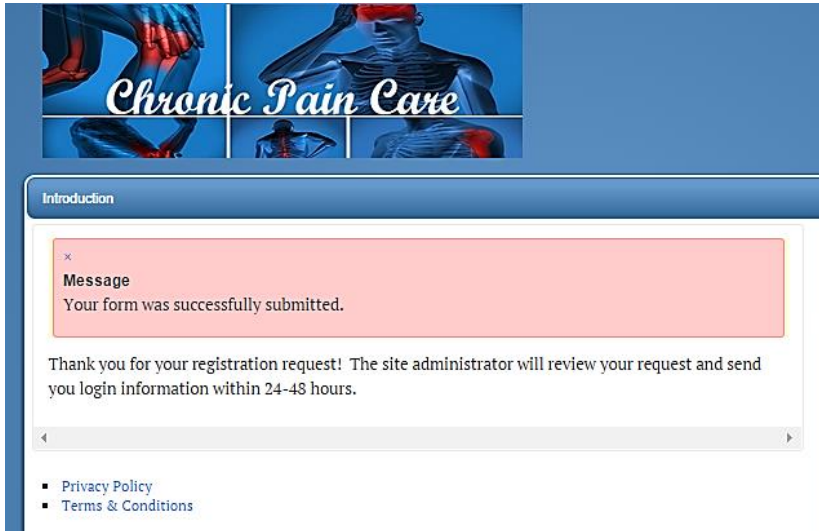 Chronic Pain Care
Introduction
×
Message
Your form was successfully submitted.
Thank you for your registration request!  The site administrator will review your request and send
you login information within 24-48 hours.
Privacy Policy
Terms & Conditions